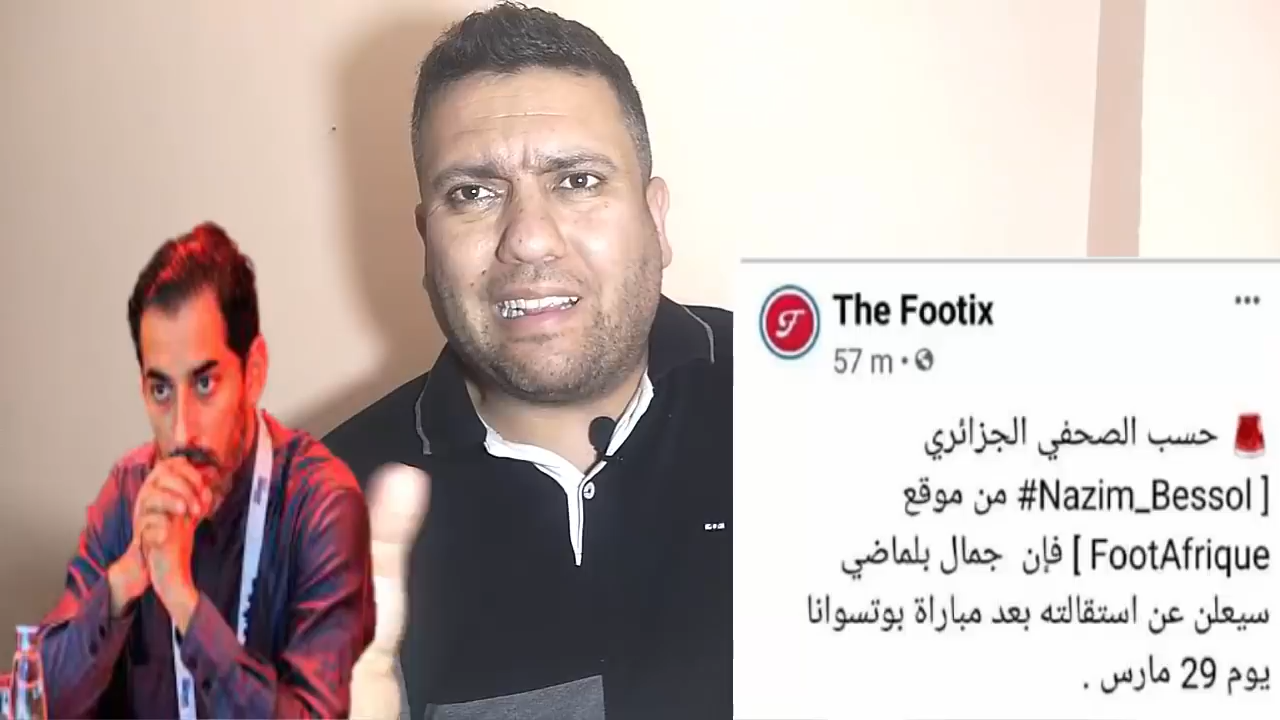 The Footix
57 m
حسب الصحفي الجزائري
[ #Nazim_Bessol من موقع
FootAfrique ] فإن جمال بلماضي
سيعلن عن استقالته بعد مباراة بوتسوانا
يوم 29 مارس .